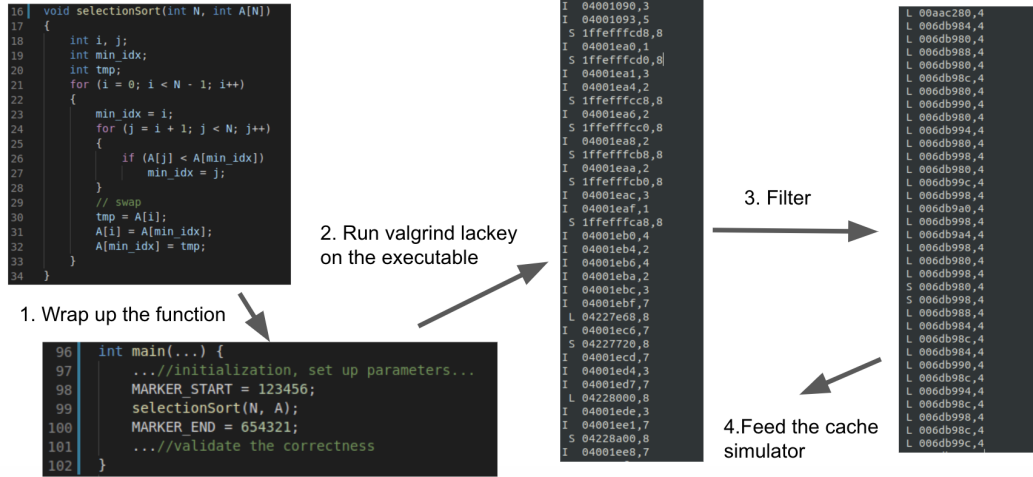 16 void selectionSort(int N, int A[N])
17 {
18 int i, j;
19 int min_idx;
20 int tmp;
21 for (i = 0; i < N - 1; i++)
22 {
23 min_idx = i;
24 for (j = i + 1; j < N; j++)
25 {
26 if (A[j] < A[min_idx])
27 min_idx = j;
28 }
29 // swap
30 tmp = A[i];
31 A[i] = A[min_idx];
32 A[min_idx] = tmp;
33 }
34 }
1. Wrap up the function
96 int main(...) {
97 ...//initialization, set up parameters...
98 MARKER_START = 123456;
99 selectionSort(N, A);
100 MARKER_END = 654321;
101 ...//validate the correctness
102 }
2. Run valgrind lackey
on the executable
I 04001090,3
I 04001093,5
S 1ffefffcd8,8
I 04001ea0,1
S 1ffefffcd0,8
I 04001ea1,3
I 04001ea4,2
S 1ffefffcc8,8
I 04001ea6,2
S 1ffefffcc0,8
I 04001ea8,2
S 1ffefffcb8,8
I 04001eaa,2
S 1ffefffcb0,8
I 04001eac,3
I 04001eaf,1
S 1ffefffca8,8
I 04001eb0,4
I 04001eb4,2
I 04001eb6,4
I 04001eba,2
I 04001ebc,3
I 04001ebf,7
L 04227e68,8
I 04001ec6,7
S 04227720,8
I 04001ecd,7
I 04001ed4,3
I 04001ed7,7
L 04228000,8
I 04001ede,3
I 04001ee1,7
S 04228a00,8
I 04001ee8,7
3. Filter
L 00aac280,4
L 006db984,4
L 006db980,4
L 006db988,4
L 006db980,4
L 006db98c,4
L 006db980,4
L 006db990,4
L 006db980,4
L 006db994,4
L 006db980,4
L 006db998,4
L 006db980,4
L 006db99c,4
L 006db998,4
L 006db9a0,4
L 006db998,4
L 006db9a4,4
L 006db998,4
L 006db980,4
L 006db998,4
S 006db980,4
S 006db998,4
L 006db988,4
L 006db984,4
L 006db98c,4
L 006db984,4
L 006db990,4
L 006db98c,4
L 006db994,4
L 006db98c,4
L 006db998,4
L 006db98c,4
L 006db99c,4
4.Feed the cache
simulator